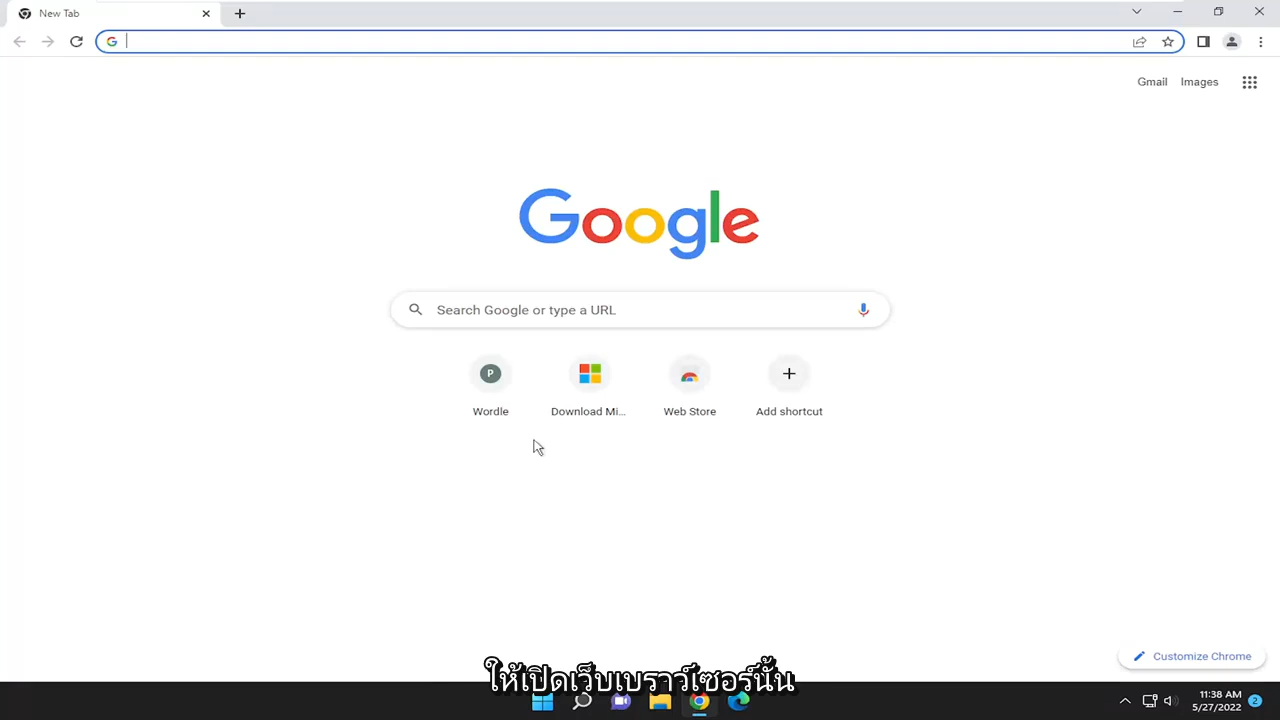 New Tab
Gmail Images
Google
Search Google or type a URL
P
Wordle Download Mi... Web Store Add shortcut
Customize Chrome
ให้เปิดเว็บเบราว์เซอร์นั้น
11:38 AM
5/27/2022
2